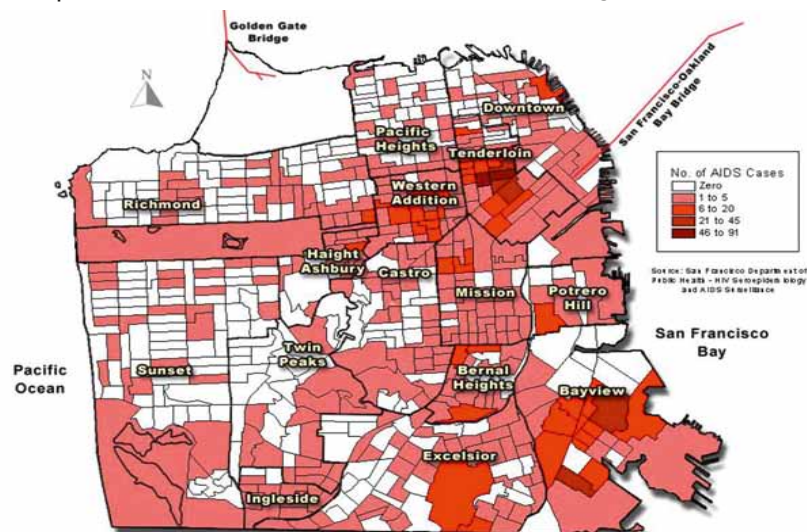 Golden Gate
Bridge
N
San Francisco-Oakland
Bay Bridge
Downtown
Pacific
Heights
Tenderloin
Richmond
Western
Addition
Haight
Ashbury
Castro
Mission
Potrero
Hill
Sunset
Twin
Peaks
Bernal
Heights
Bayview
Excelsior
Ingleside
Pacific
Ocean
San Francisco
Bay
No. of AIDS Cases
Zero
1 to 5
6 to 20
21 to 45
46 to 91
Source: San Francisco Department of
Public Health - HIV Seroepidemiology
and AIDS Surveillance